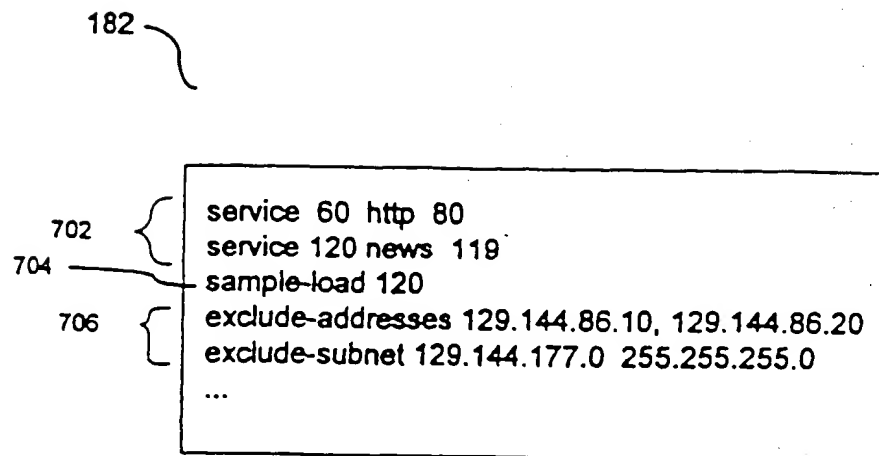 182
702
704
706
service 60 http 80
service 120 news 119
sample-load 120
exclude-addresses 129.144.86.10, 129.144.86.20
exclude-subnet 129.144.177.0 255.255.255.0
...